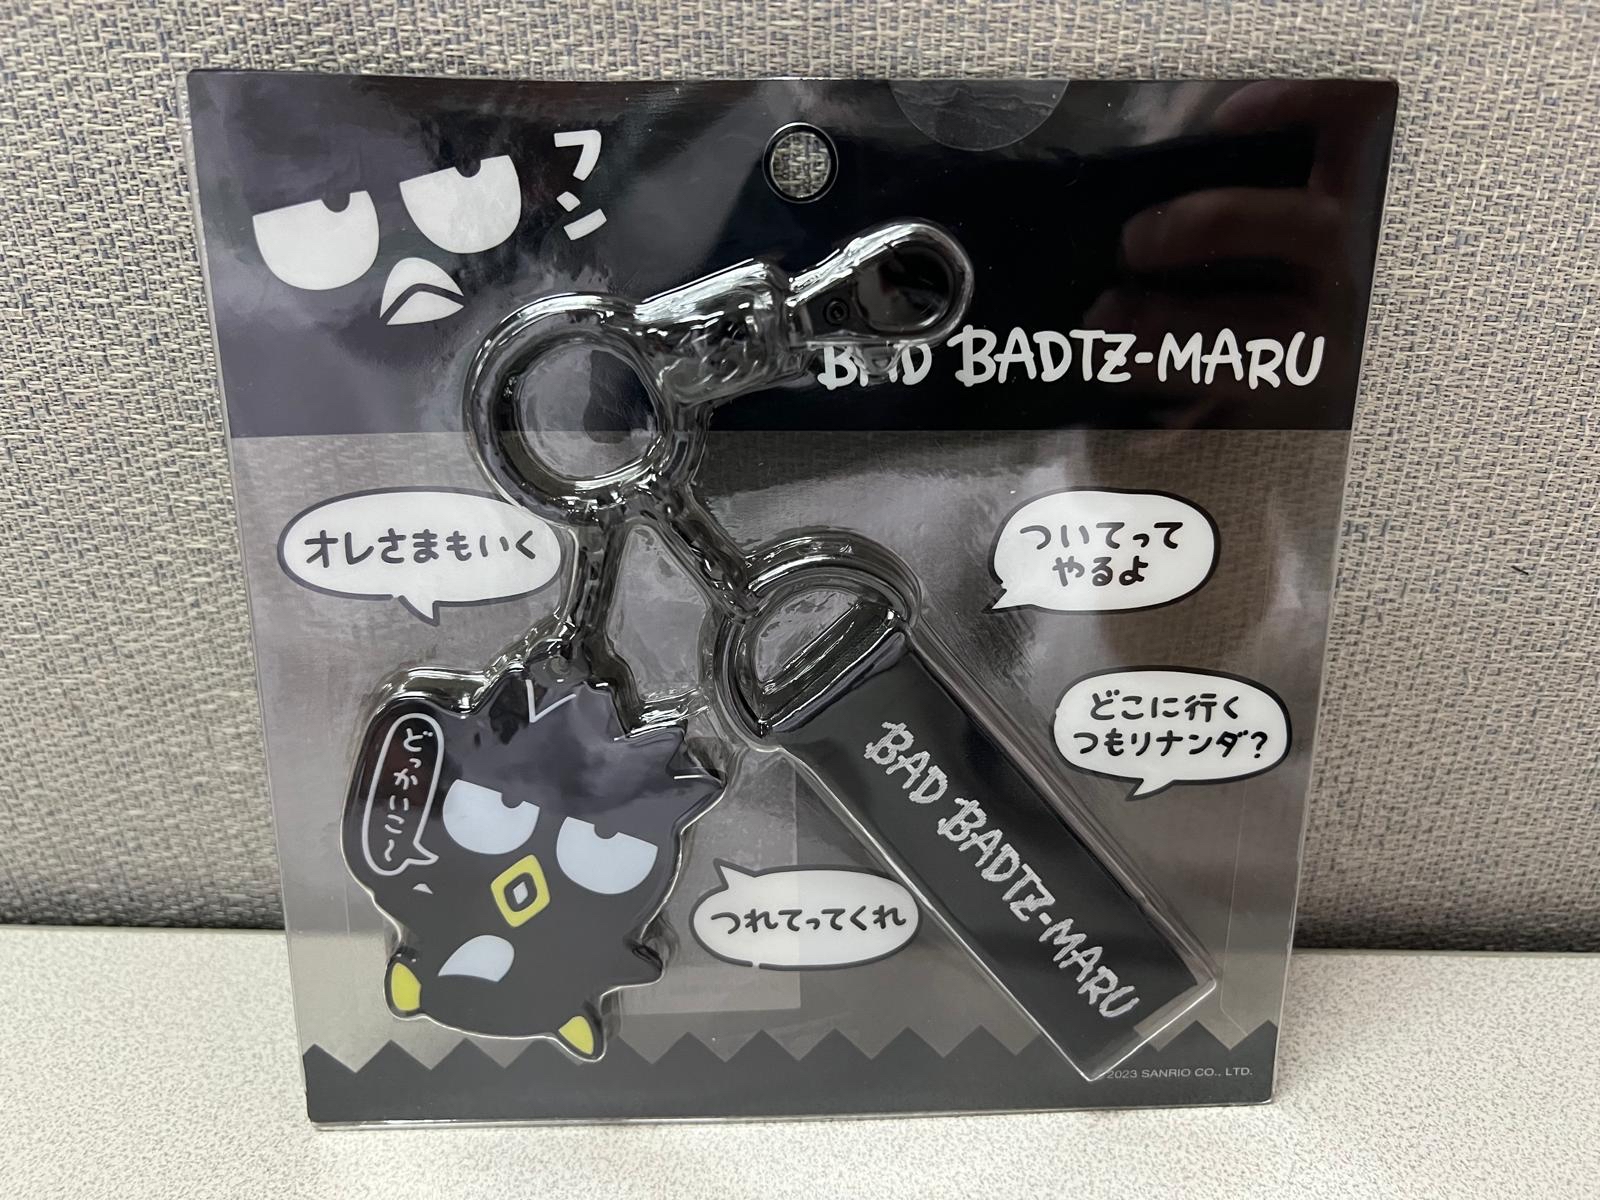 フン
BAD BADTZ-MARU
オレさまもいく
ついてって
やるよ
どこに行く
つもリナンダ?
どっかここ〜
つれてってくれ
BAD BADTZ-MARU
2023 SANRIO CO., LTD.